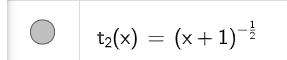 t₂(x) = (x + 1)^(-1/2)